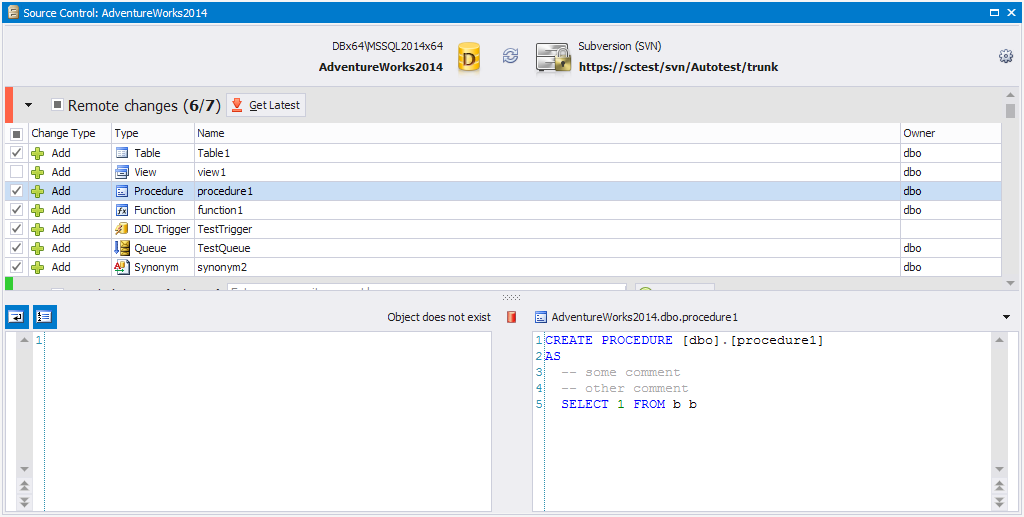 Source Control: AdventureWorks2014
DBx64\MSSQL2014x64
AdventureWorks2014
D
Subversion (SVN)
https://sctest/svn/Autotest/trunk
Remote changes (6/7) Get Latest
Change Type Type Name Owner
Add Table Table1 dbo
Add View view1 dbo
Add Procedure procedure1 dbo
Add Function function1 dbo
Add DDL Trigger TestTrigger
Add Queue TestQueue dbo
Add Synonym synonym2 dbo
Object does not exist
AdventureWorks2014.dbo.procedure1
1
1 CREATE PROCEDURE [dbo].[procedure1]
2 AS
3 -- some comment
4 -- other comment
5 SELECT 1 FROM b b